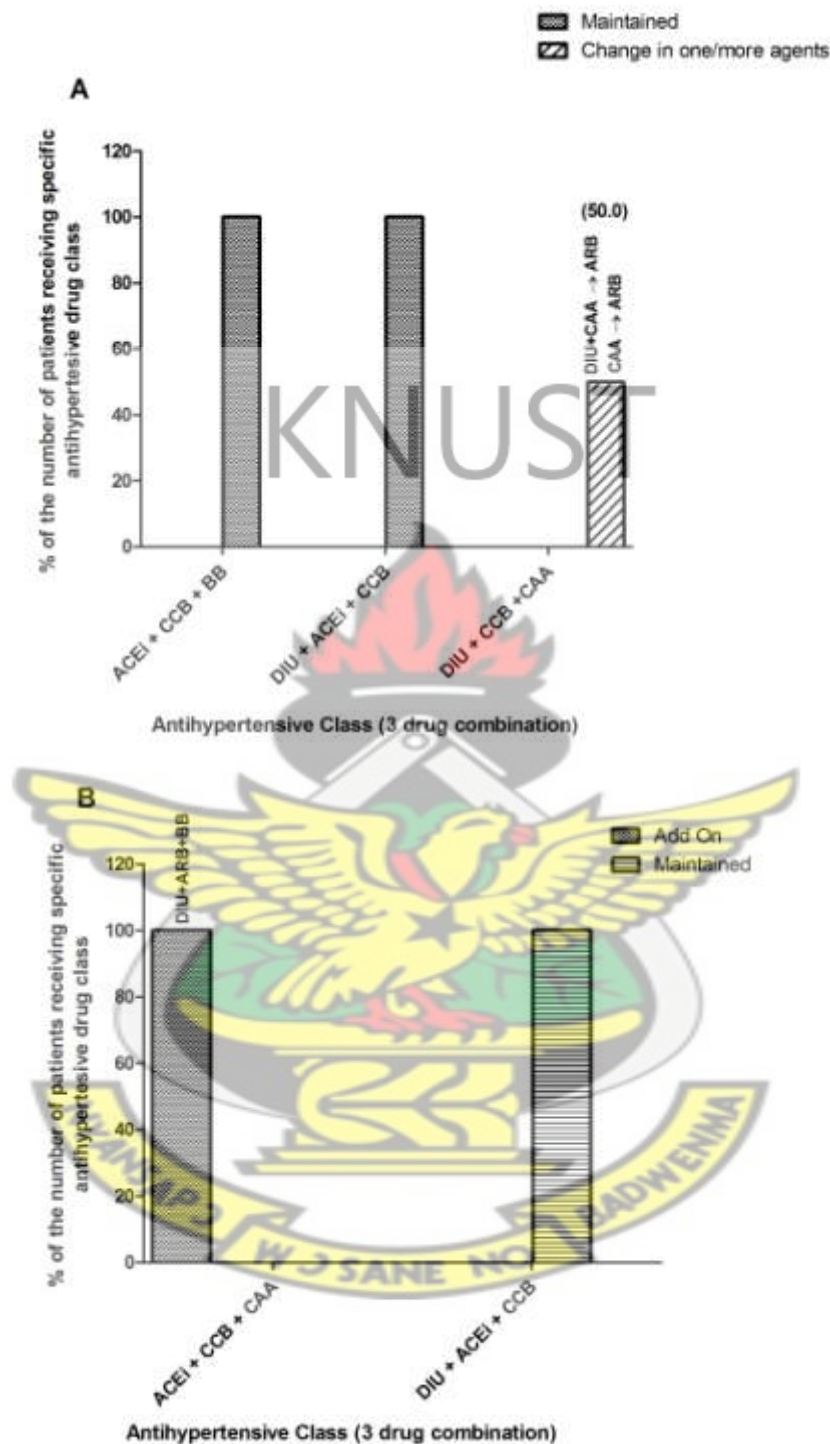 Maintained
Change in one/more agents
A
% of the number of patients receiving specific
antihypertesive drug class
120
100
80
60
40
20
0
(50.0)
DIU+CAA → ARB
CAA → ARB
KNUST
ACEi + CCB + BB
DIU + ACEi + CCB
DIU + CCB +CAA
Antihypertensive Class (3 drug combination)
B
% of the number of patients receiving specific
antihypertesive drug class
DIU+ARB+BB
Add On
Maintained
120
100
80
60
40
20
0
WƆ SANE NO BADWENMA
ACEi + CCB + CAA
DIU + ACEi + CCB
Antihypertensive Class (3 drug combination)